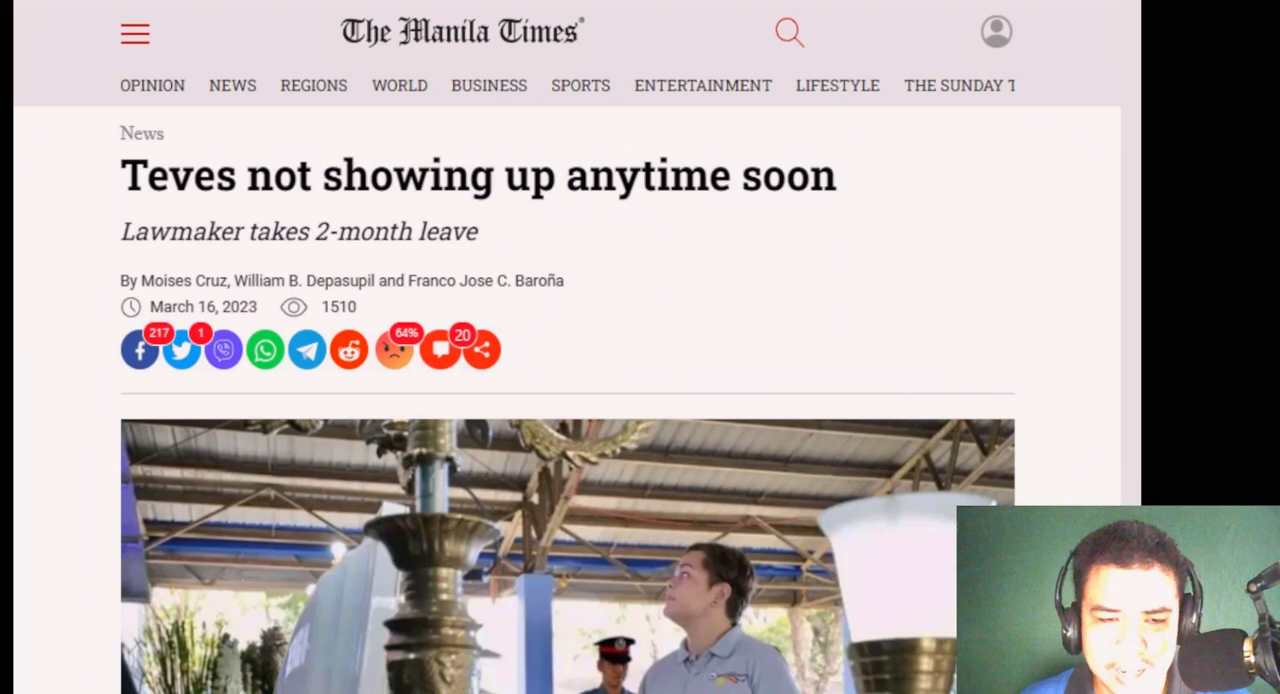 The Manila Times
OPINION NEWS REGIONS WORLD BUSINESS SPORTS ENTERTAINMENT LIFESTYLE THE SUNDAY T
News
Teves not showing up anytime soon
Lawmaker takes 2-month leave
By Moises Cruz, William B. Depasupil and Franco Jose C. Baroña
March 16, 2023 1510
217 1 64% 20